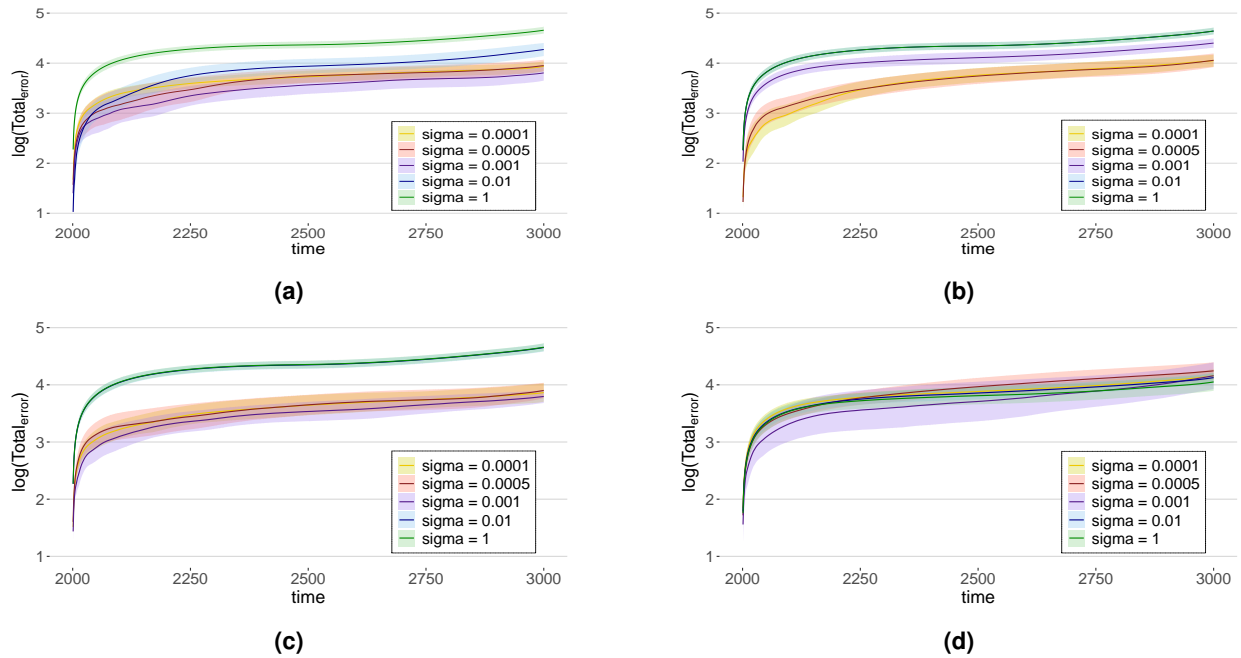 5
4
3
2
1
log(Total_error)
sigma = 0.0001
sigma = 0.0005
sigma = 0.001
sigma = 0.01
sigma = 1
2000 2250 2500 2750 3000
time
(a)
5
4
3
2
1
log(Total_error)
sigma = 0.0001
sigma = 0.0005
sigma = 0.001
sigma = 0.01
sigma = 1
2000 2250 2500 2750 3000
time
(b)
5
4
3
2
1
log(Total_error)
sigma = 0.0001
sigma = 0.0005
sigma = 0.001
sigma = 0.01
sigma = 1
2000 2250 2500 2750 3000
time
(c)
5
4
3
2
1
log(Total_error)
sigma = 0.0001
sigma = 0.0005
sigma = 0.001
sigma = 0.01
sigma = 1
2000 2250 2500 2750 3000
time
(d)